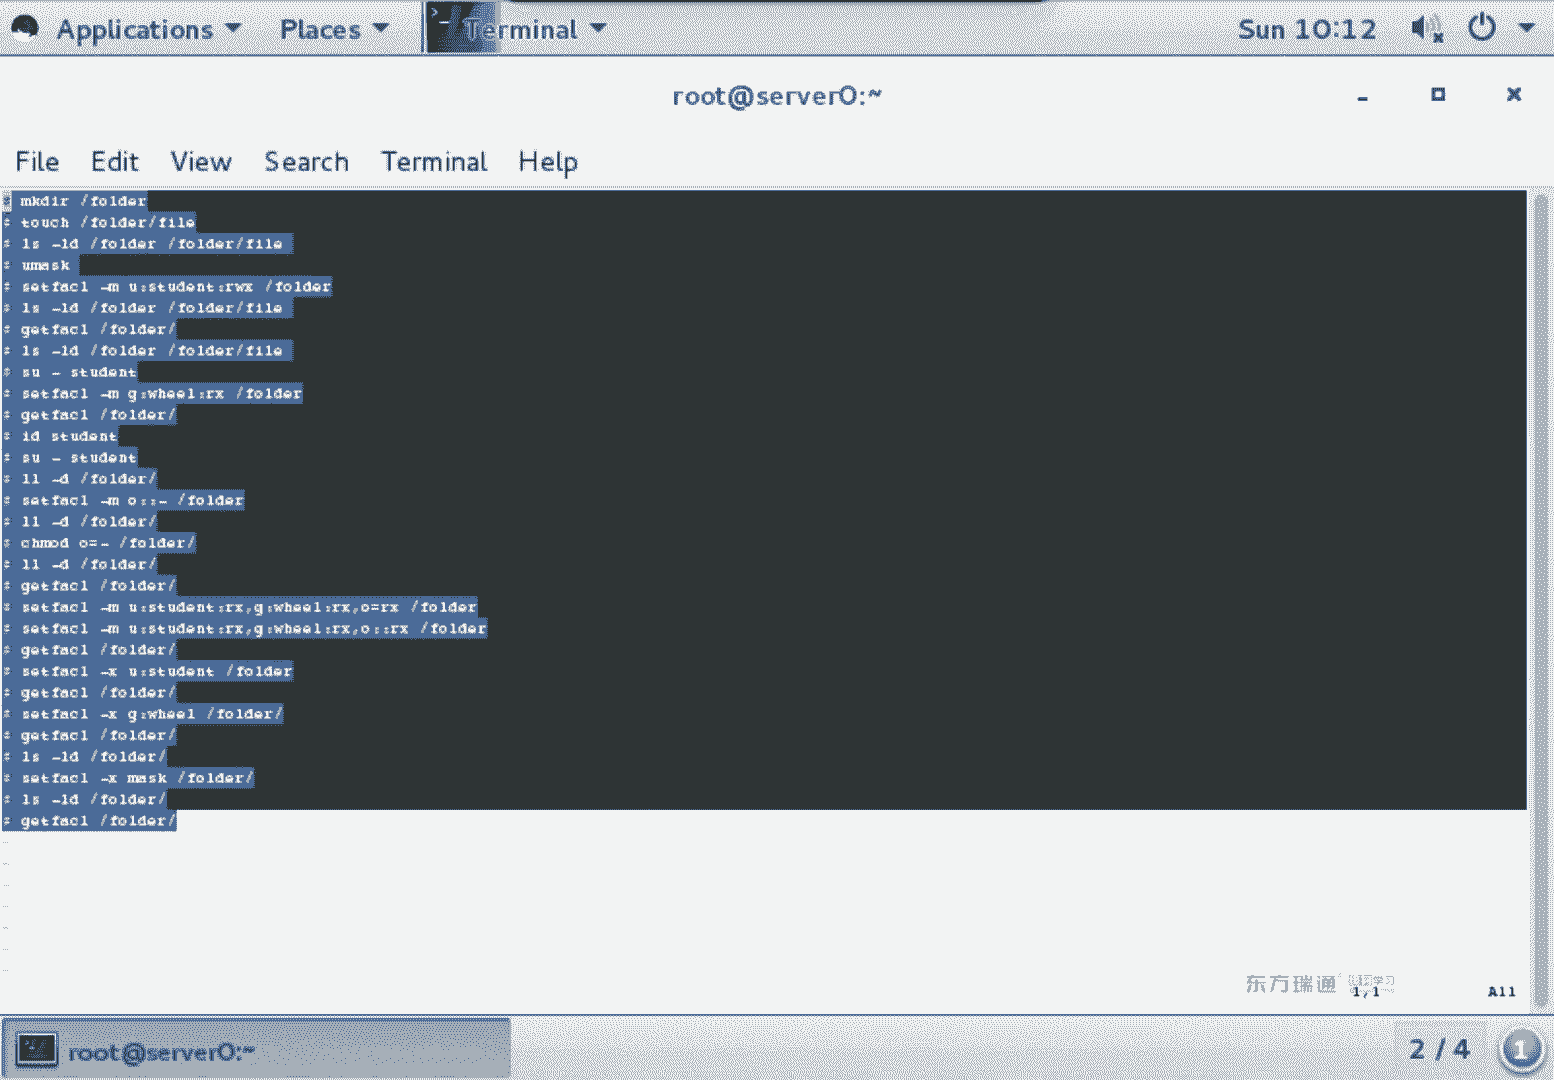 Applications Places Terminal Sun 10:12
root@server0:~
File Edit View Search Terminal Help
# mkdir /folder
# touch /folder/file
# ls -ld /folder /folder/file
# umask
# setfacl -m u:student:rwx /folder
# ls -ld /folder /folder/file
# getfacl /folder/
# ls -ld /folder /folder/file
# su - student
# setfacl -m g:wheel:rx /folder
# getfacl /folder/
# id student
# su - student
# ll -d /folder/
# setfacl -m o::- /folder
# ll -d /folder/
# chmod o=- /folder/
# ll -d /folder/
# getfacl /folder/
# setfacl -m u:student:rx,g:wheel:rx,o=rx /folder
# setfacl -m u:student:rx,g:wheel:rx,o::rx /folder
# getfacl /folder/
# setfacl -x u:student /folder
# getfacl /folder/
# setfacl -x g:wheel /folder/
# getfacl /folder/
# ls -ld /folder/
# setfacl -x mask /folder/
# ls -ld /folder/
# getfacl /folder/
~
~
~
~
~
~
~
东方瑞通
1,1 All
root@server0:~ 2 / 4 1